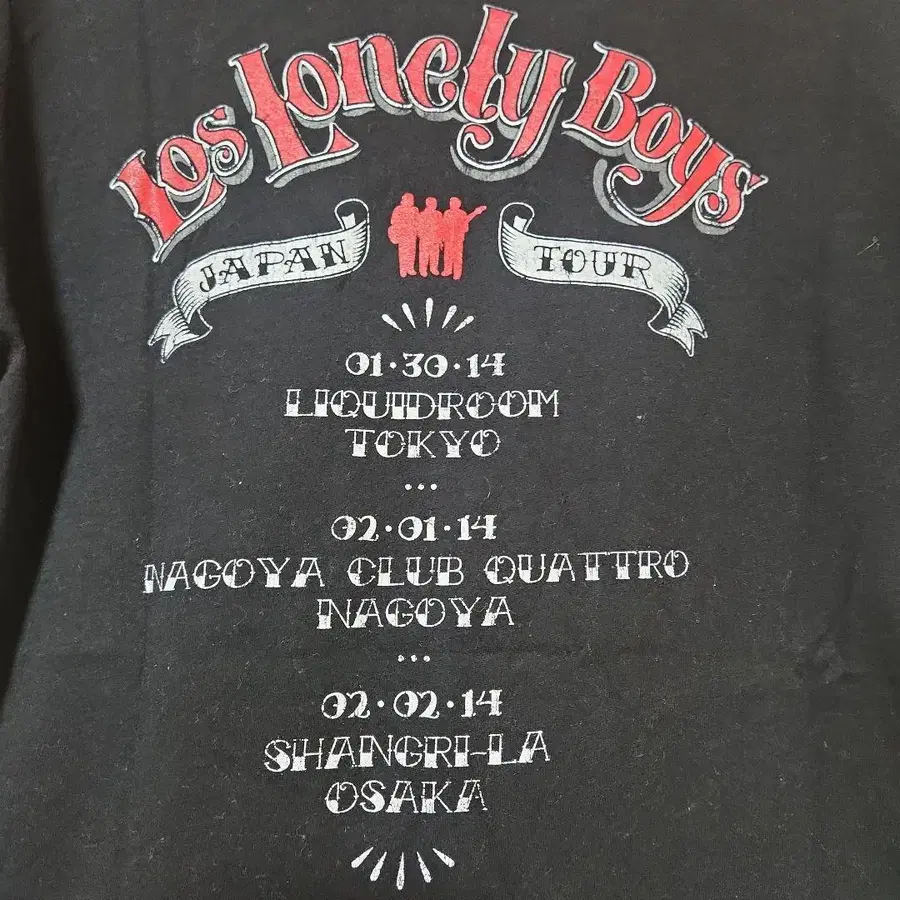 Los Lonely Boys
JAPAN TOUR
01·30·14
LIQUIDROOM
TOKYO
...
02·01·14
NAGOYA CLUB QUATTRO
NAGOYA
...
02·02·14
SHANGRI-LA
OSAKA